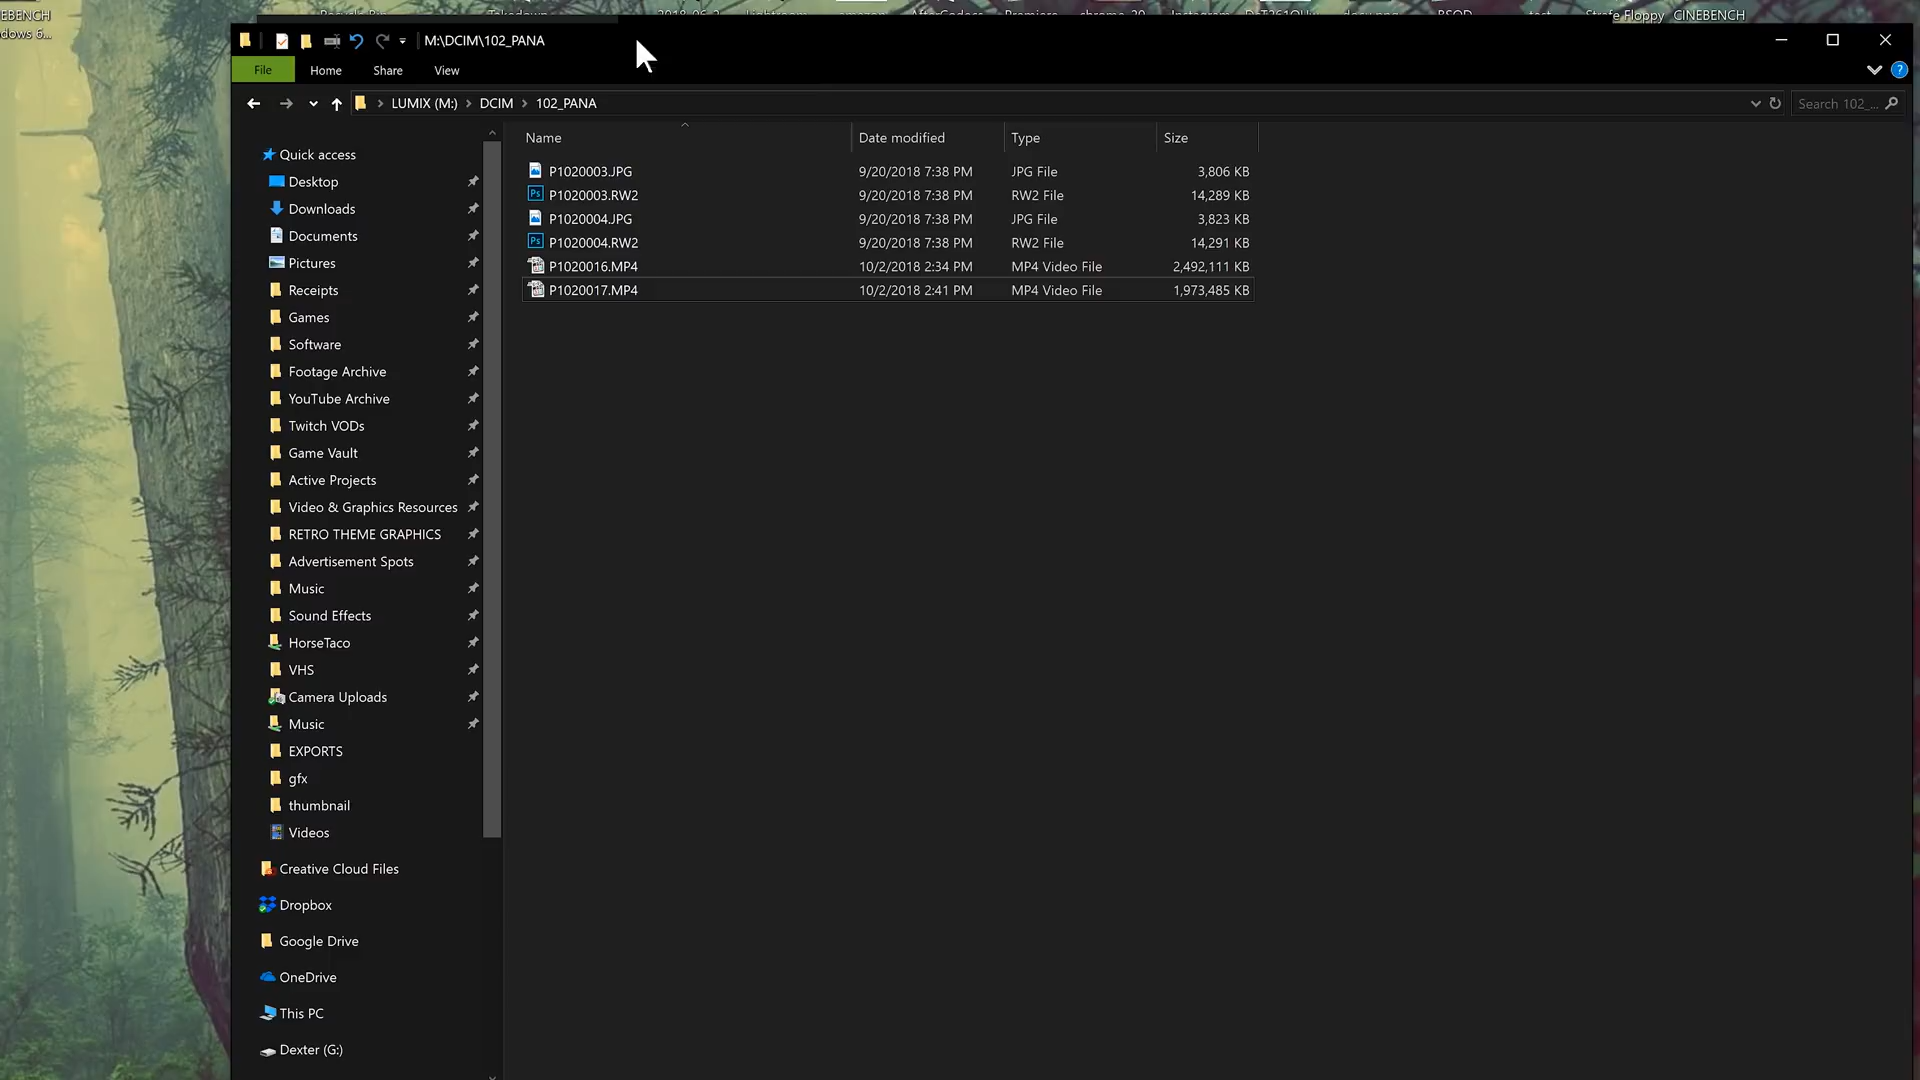 EBENCH
dows 6...
Recycle Bin
2018-06-2
Lightroom
amazon
AfterCodecs
Premiere
chrome_20
Instagram
BSOD
test
Strafe Floppy
CINEBENCH
M:\DCIM\102_PANA
File
Home
Share
View
LUMIX (M:) > DCIM > 102_PANA
Search 102_...
Name Date modified Type Size
P1020003.JPG 9/20/2018 7:38 PM JPG File 3,806 KB
P1020003.RW2 9/20/2018 7:38 PM RW2 File 14,289 KB
P1020004.JPG 9/20/2018 7:38 PM JPG File 3,823 KB
P1020004.RW2 9/20/2018 7:38 PM RW2 File 14,291 KB
P1020016.MP4 10/2/2018 2:34 PM MP4 Video File 2,492,111 KB
P1020017.MP4 10/2/2018 2:41 PM MP4 Video File 1,973,485 KB
Quick access
Desktop
Downloads
Documents
Pictures
Receipts
Games
Software
Footage Archive
YouTube Archive
Twitch VODs
Game Vault
Active Projects
Video & Graphics Resources
RETRO THEME GRAPHICS
Advertisement Spots
Music
Sound Effects
HorseTaco
VHS
Camera Uploads
Music
EXPORTS
gfx
thumbnail
Videos
Creative Cloud Files
Dropbox
Google Drive
OneDrive
This PC
Dexter (G:)